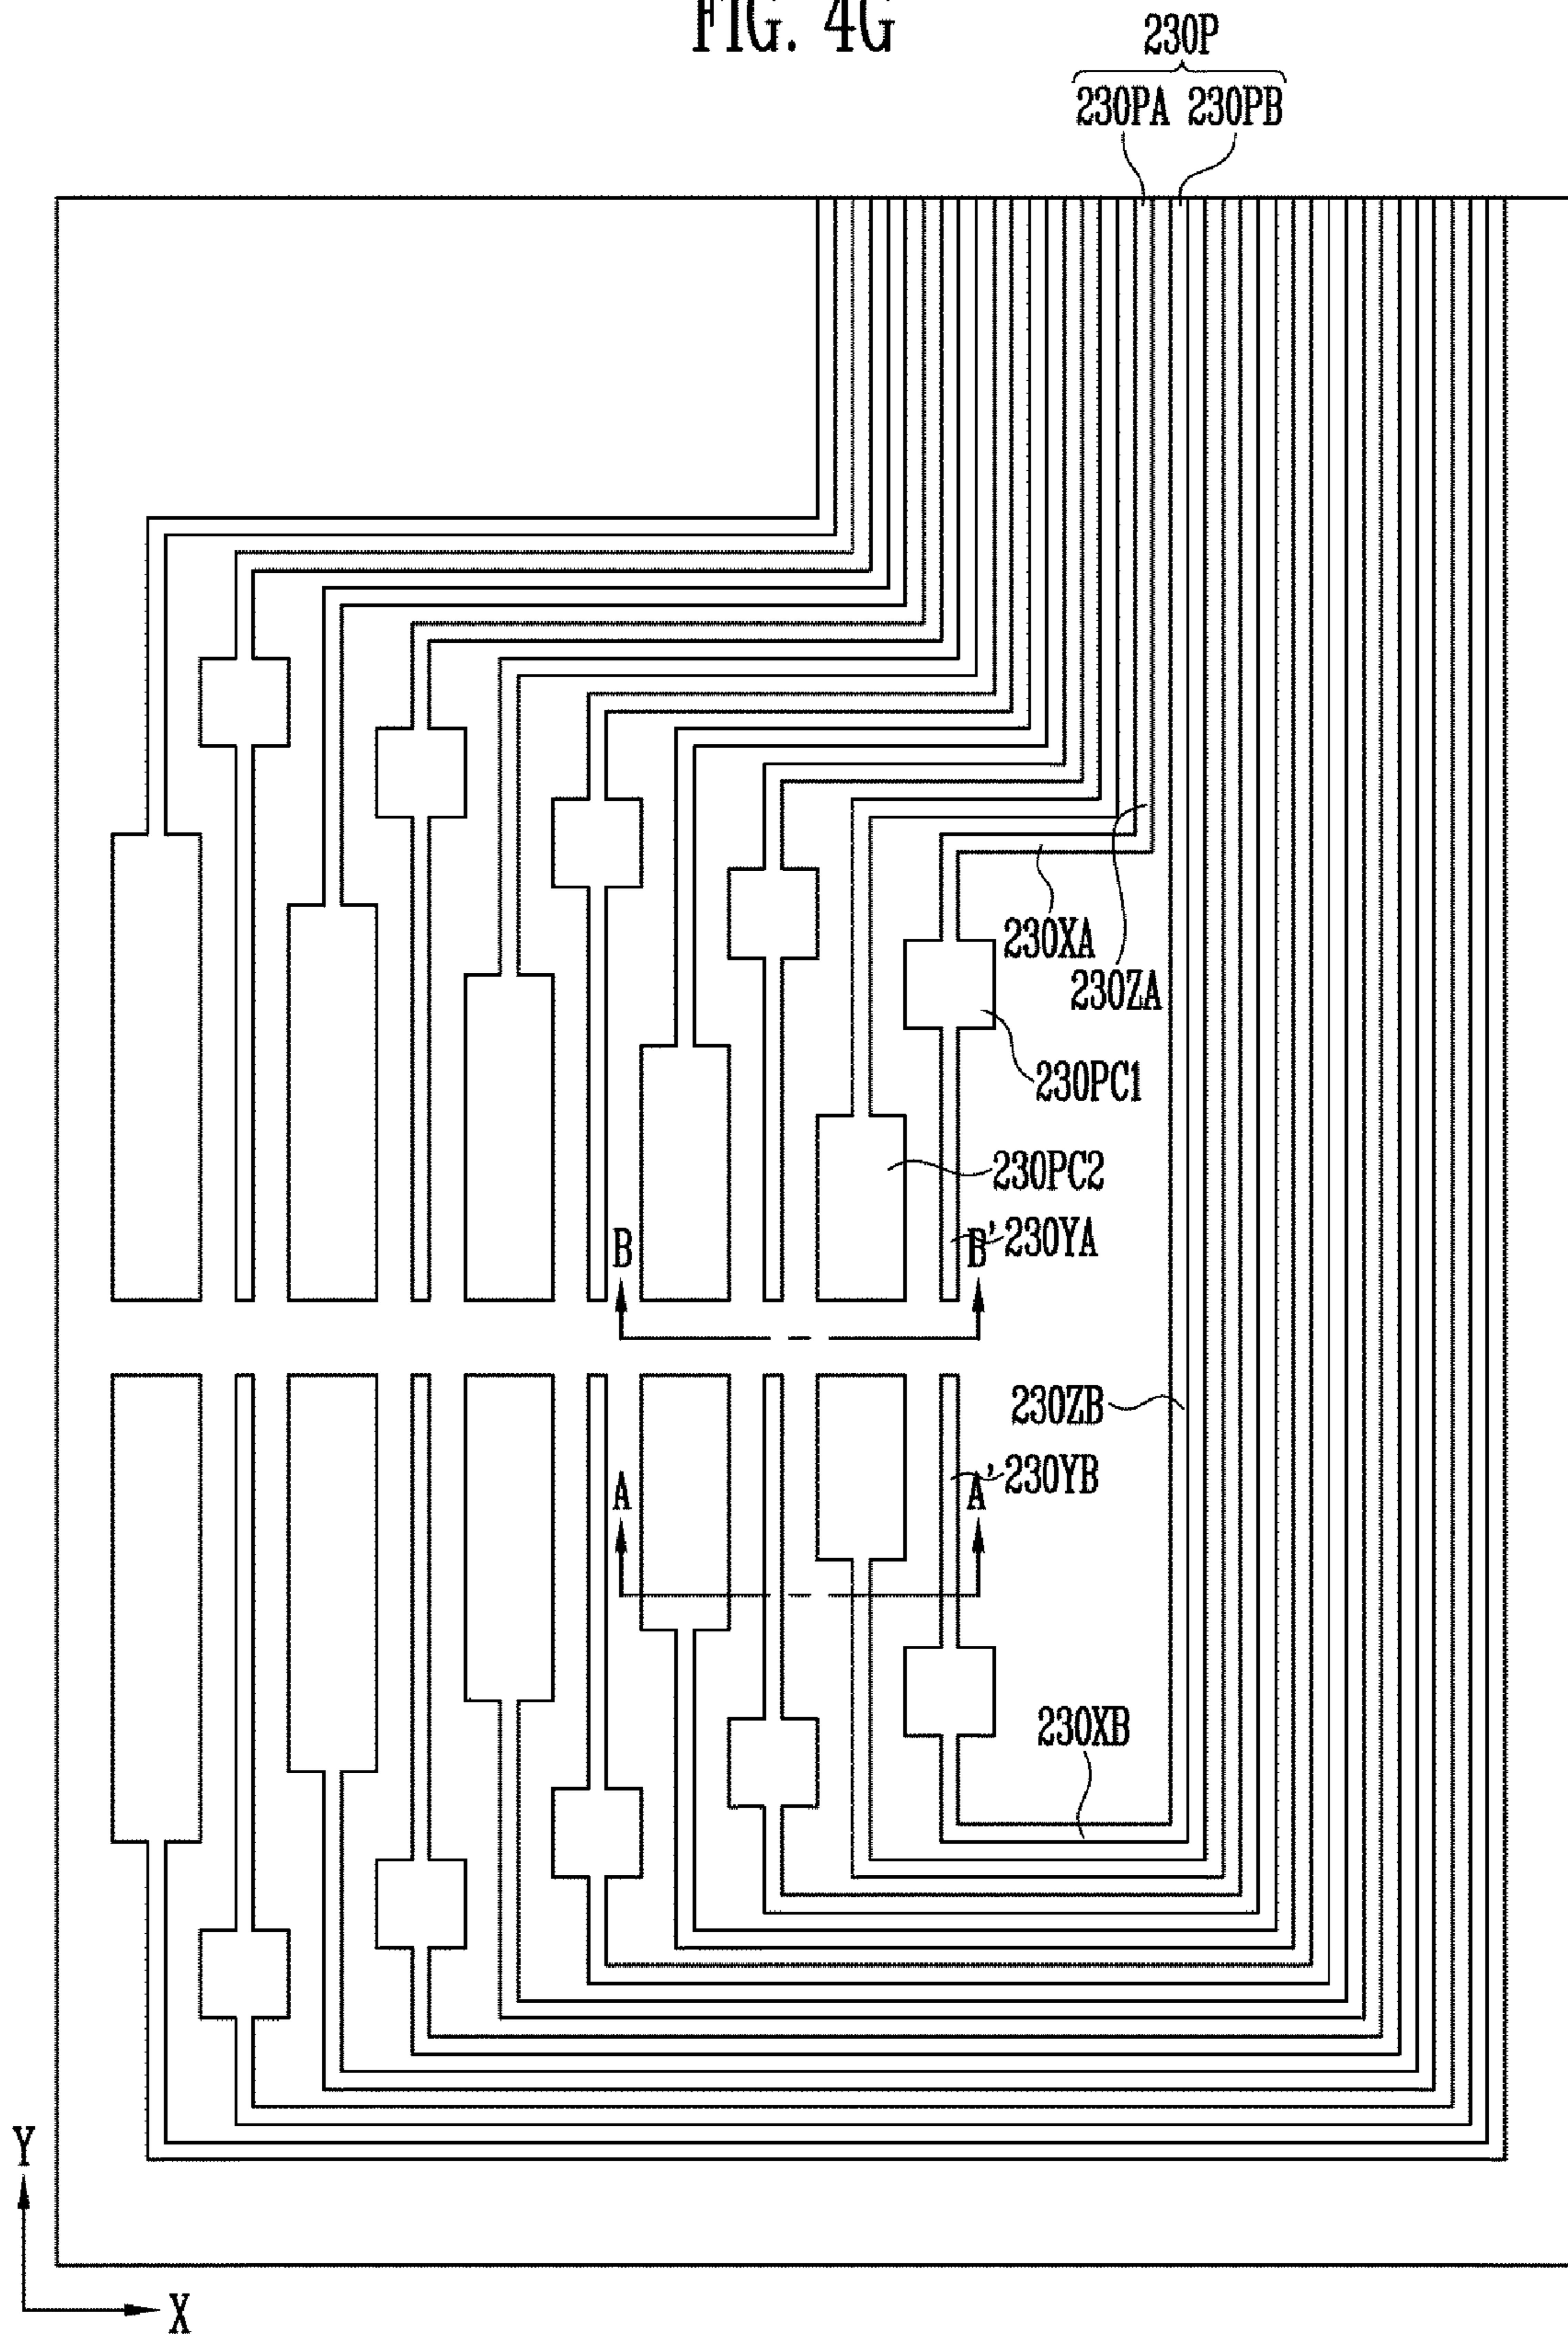 FIG. 4G
230P
230PA 230PB
230XA
230ZA
230PC1
230PC2
B B' 230YA
230ZB
A A' 230YB
230XB
Y
X